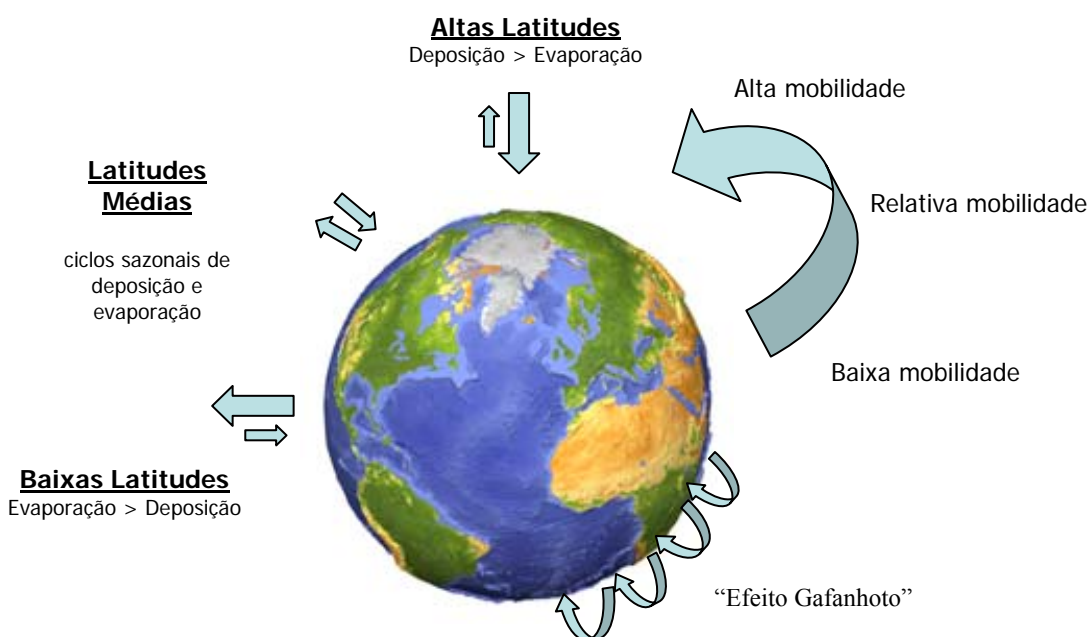 Altas Latitudes
Deposição > Evaporação
Alta mobilidade
Latitudes
Médias
Relativa mobilidade
ciclos sazonais de
deposição e
evaporação
Baixa mobilidade
Baixas Latitudes
Evaporação > Deposição
“Efeito Gafanhoto”